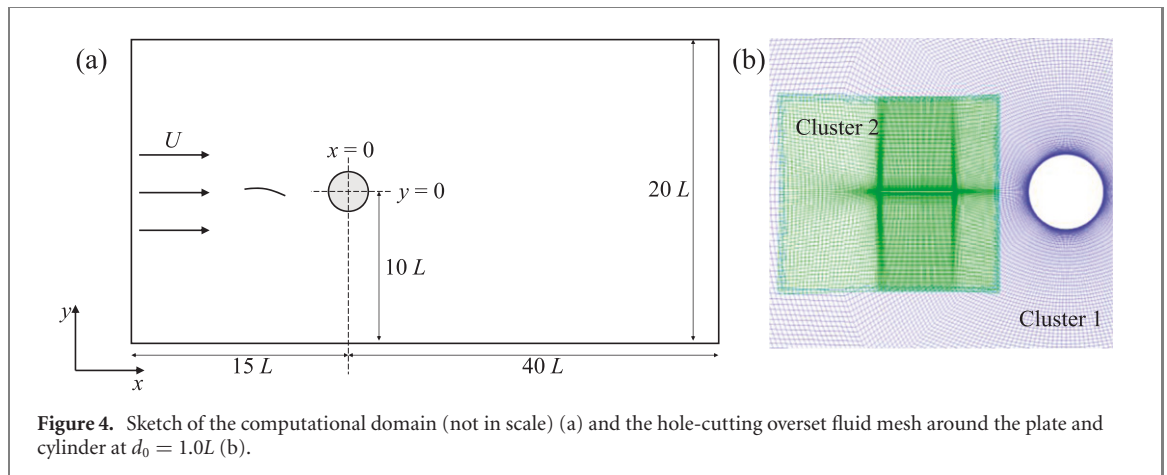 (a)
(b)
U
x = 0
y = 0
20 L
10 L
y
x
15 L
40 L
Cluster 2
Cluster 1
Figure 4. Sketch of the computational domain (not in scale) (a) and the hole-cutting overset fluid mesh around the plate and
cylinder at d₀ = 1.0L (b).